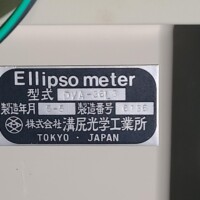 Ellipso meter
型式
製造年月 製造番号
株式会社 溝尻光学工業所
TOKYO · JAPAN